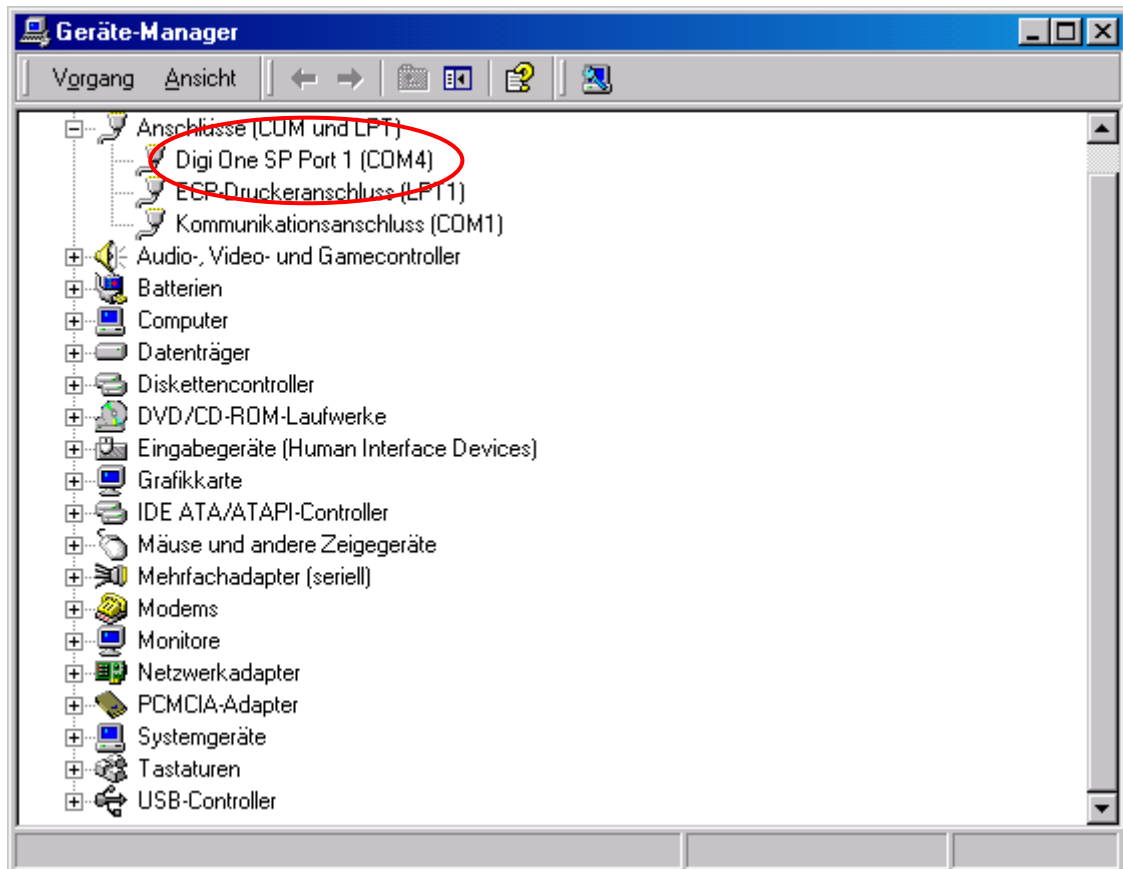 Geräte-Manager
Vorgang Ansicht
Anschlüsse (COM und LPT)
Digi One SP Port 1 (COM4)
ECP-Druckeranschluss (LPT1)
Kommunikationsanschluss (COM1)
Audio-, Video- und Gamecontroller
Batterien
Computer
Datenträger
Diskettencontroller
DVD/CD-ROM-Laufwerke
Eingabegeräte (Human Interface Devices)
Grafikkarte
IDE ATA/ATAPI-Controller
Mäuse und andere Zeigegeräte
Mehrfachadapter (seriell)
Modems
Monitore
Netzwerkadapter
PCMCIA-Adapter
Systemgeräte
Tastaturen
USB-Controller